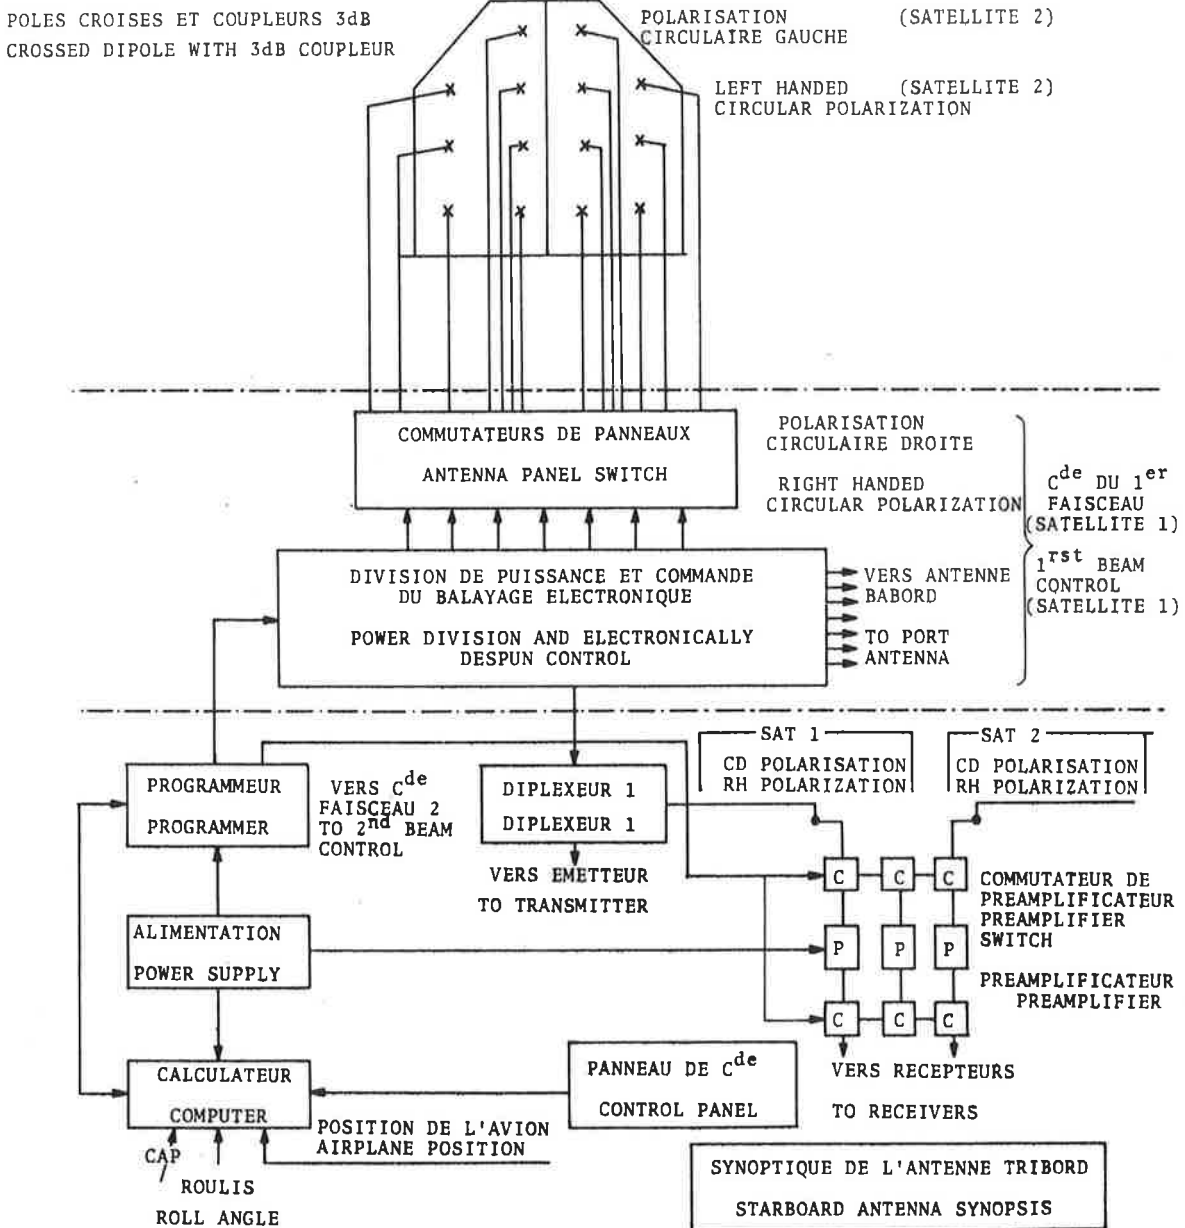 POLES CROISES ET COUPLEURS 3dB
CROSSED DIPOLE WITH 3dB COUPLEUR
POLARISATION (SATELLITE 2)
CIRCULAIRE GAUCHE
LEFT HANDED (SATELLITE 2)
CIRCULAR POLARIZATION
COMMUTATEURS DE PANNEAUX
ANTENNA PANEL SWITCH
POLARISATION
CIRCULAIRE DROITE
RIGHT HANDED
CIRCULAR POLARIZATION
Cde DU 1er
FAISCEAU
(SATELLITE 1)
1rst BEAM
CONTROL
(SATELLITE 1)
DIVISION DE PUISSANCE ET COMMANDE
DU BALAYAGE ELECTRONIQUE
POWER DIVISION AND ELECTRONICALLY
DESPUN CONTROL
VERS ANTENNE
BABORD
TO PORT
ANTENNA
SAT 1
CD POLARISATION
RH POLARIZATION
SAT 2
CD POLARISATION
RH POLARIZATION
PROGRAMMEUR
PROGRAMMER
VERS Cde
FAISCEAU 2
TO 2nd BEAM
CONTROL
DIPLEXEUR 1
DIPLEXEUR 1
VERS EMETTEUR
TO TRANSMITTER
C C C
COMMUTATEUR DE
PREAMPLIFICATEUR
PREAMPLIFIER
SWITCH
P P P
PREAMPLIFICATEUR
PREAMPLIFIER
C C C
VERS RECEPTEURS
TO RECEIVERS
ALIMENTATION
POWER SUPPLY
CALCULATEUR
COMPUTER
PANNEAU DE Cde
CONTROL PANEL
POSITION DE L'AVION
AIRPLANE POSITION
CAP
ROULIS
ROLL ANGLE
SYNOPTIQUE DE L'ANTENNE TRIBORD
STARBOARD ANTENNA SYNOPSIS